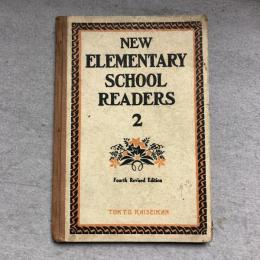 NEW
ELEMENTARY
SCHOOL
READERS
2
Fourth Revised Edition
TOKYO KAISEIKAN